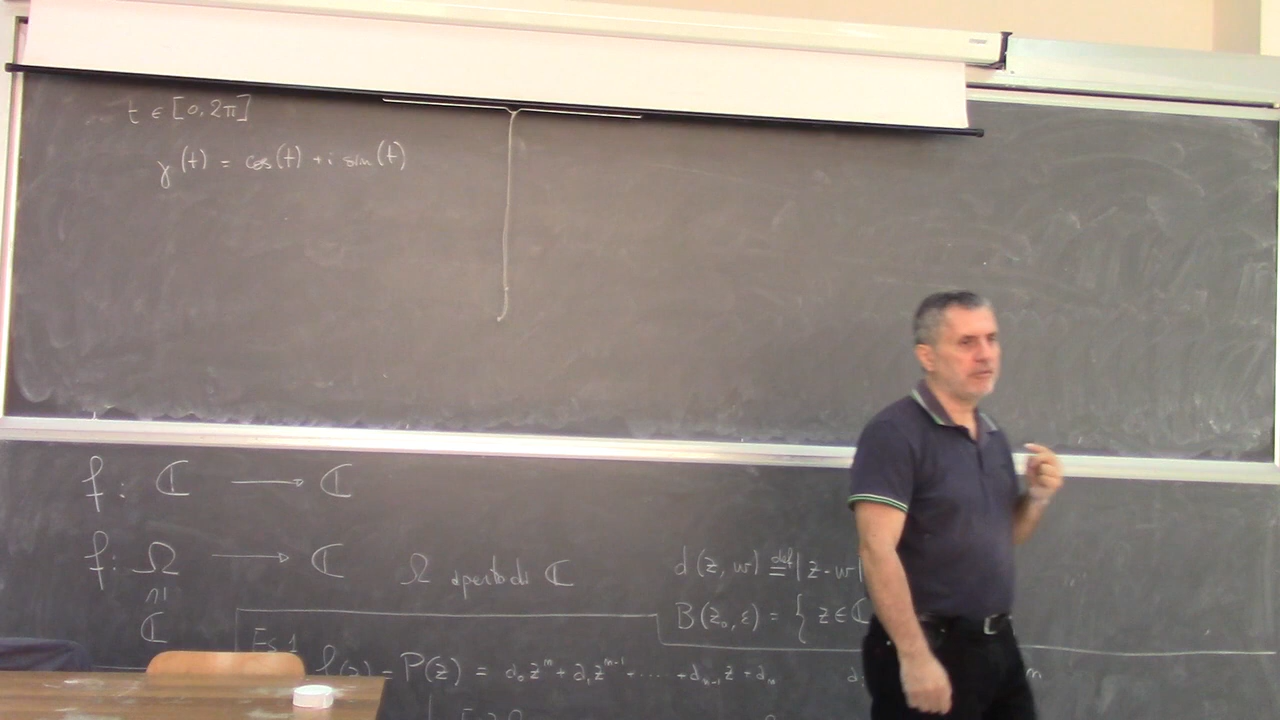 t ∈ [0, 2π]
γ(t) = cos(t) + i sin(t)
f : ℂ ⟶ ℂ
f : Ω ⟶ ℂ Ω aperto di ℂ
∩|
ℂ
d(z, w) ≝ |z - w|
B(z₀, ε) = { z ∈ ℂ
Es. 1
f(z) = P(z) = a₀zⁿ + a₁zⁿ⁻¹ + ... + aₙ₋₁z + aₙ